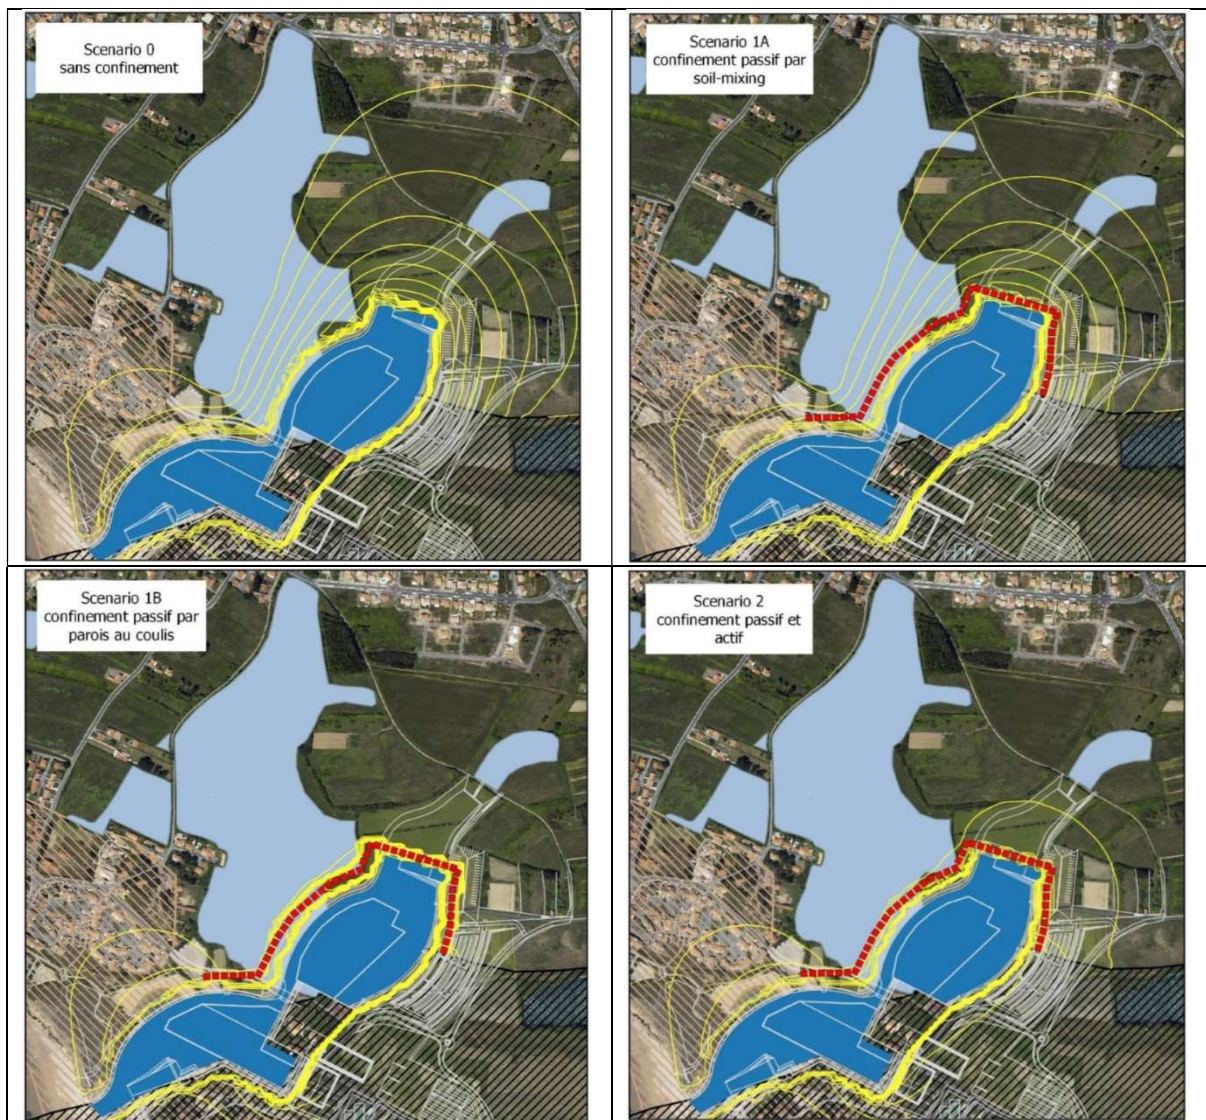 Scenario 0
sans confinement
Scenario 1A
confinement passif par
soil-mixing
Scenario 1B
confinement passif par
parois au coulis
Scenario 2
confinement passif et
actif